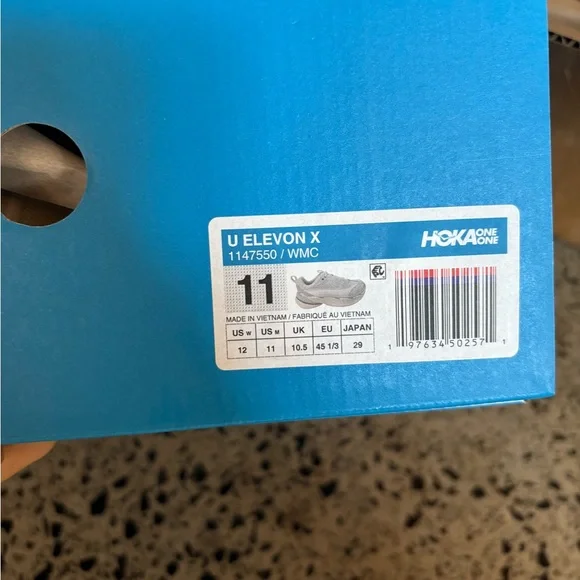 U ELEVON X
1147550 / WMC
HOKA ONE ONE
11
MADE IN VIETNAM / FABRIQUÉ AU VIETNAM
US W US M UK EU JAPAN
12 11 10.5 45 1/3 29
1 97634 50257 1